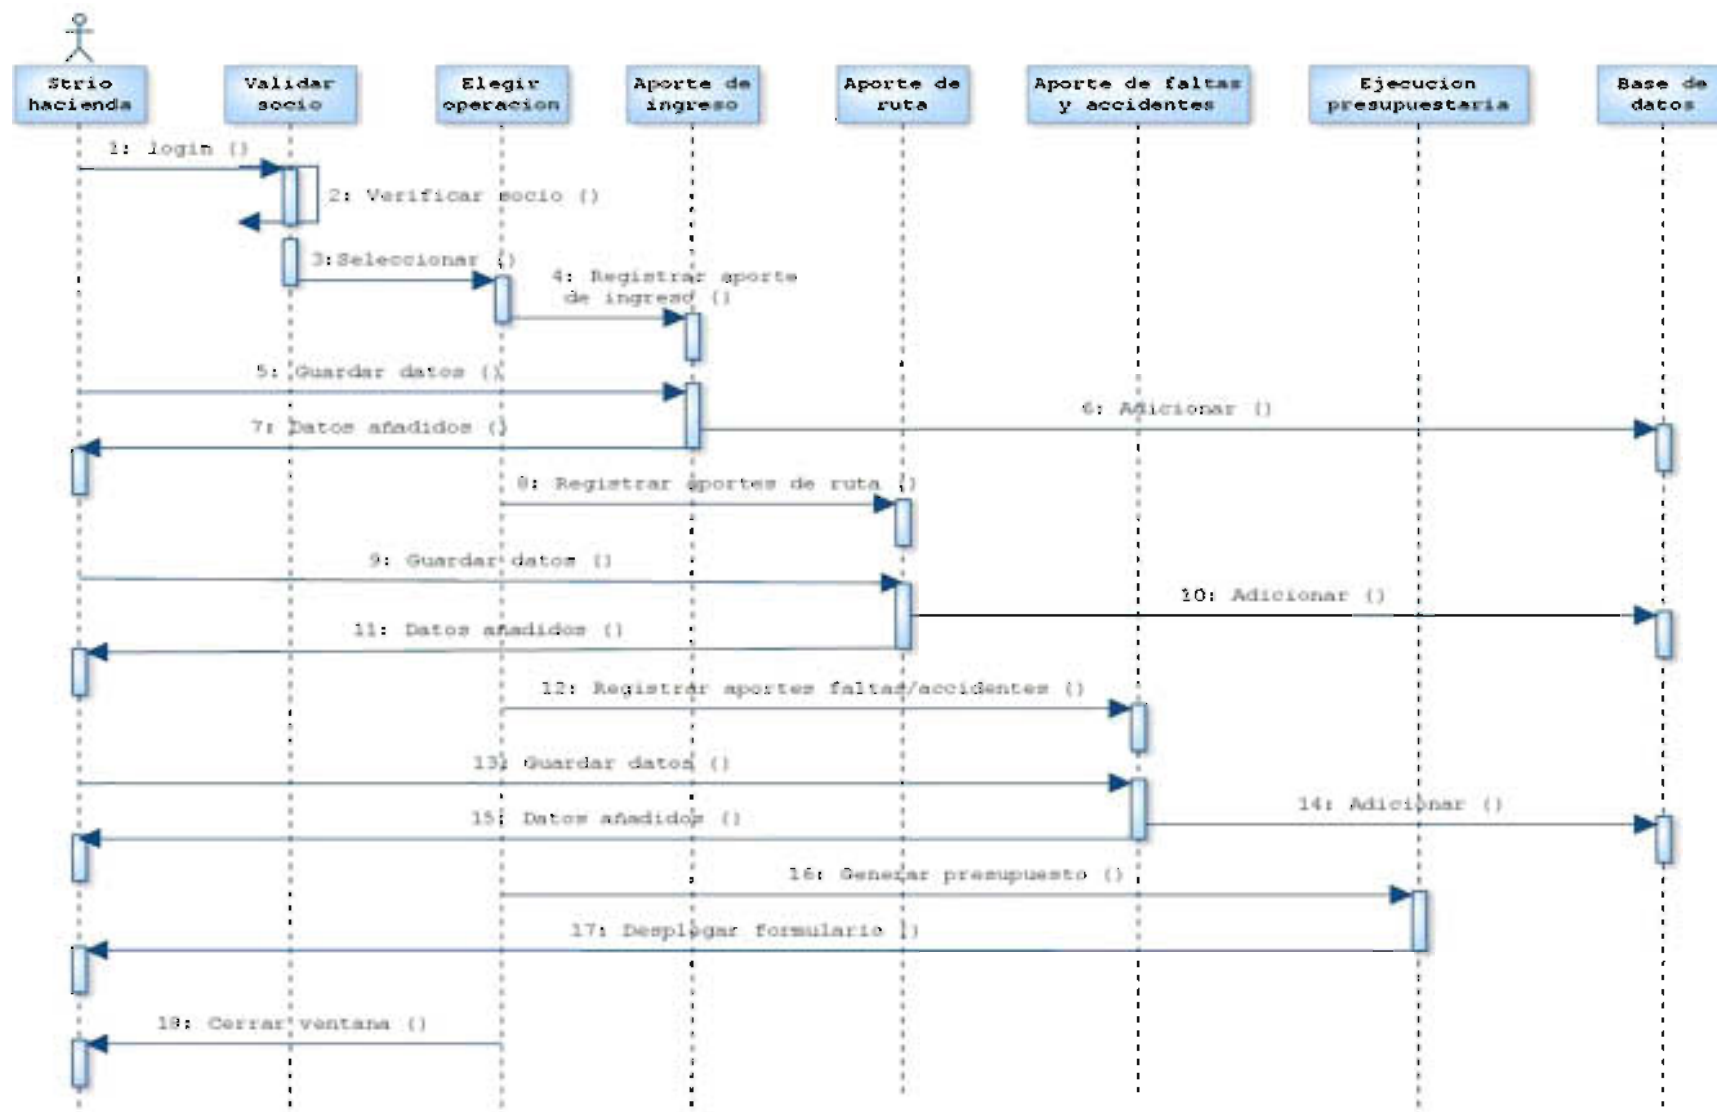 Strio
hacienda
Validar
socio
Elegir
operacion
Aporte de
ingreso
Aporte de
ruta
Aporte de faltas
y accidentes
Ejecucion
presupuestaria
Base de
datos
1: login ()
2: Verificar socio ()
3:Seleccionar ()
4: Registrar aporte
de ingreso ()
5: Guardar datos ()
6: Adicionar ()
7: Datos añadidos ()
8: Registrar aportes de ruta ()
9: Guardar datos ()
10: Adicionar ()
11: Datos añadidos ()
12: Registrar aportes faltas/accidentes ()
13: Guardar datos ()
14: Adicionar ()
15: Datos añadidos ()
16: Generar presupuesto ()
17: Desplegar formulario ()
18: Cerrar ventana ()